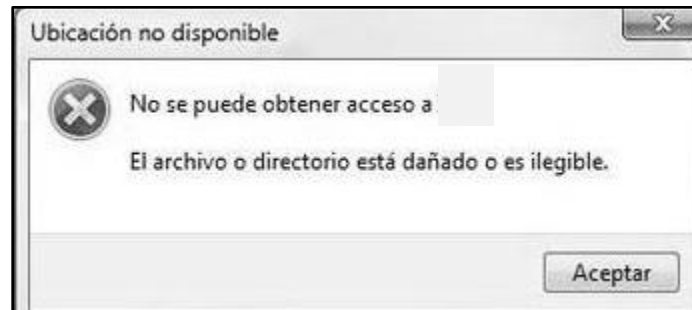 Ubicación no disponible
No se puede obtener acceso a
El archivo o directorio está dañado o es ilegible.
Aceptar